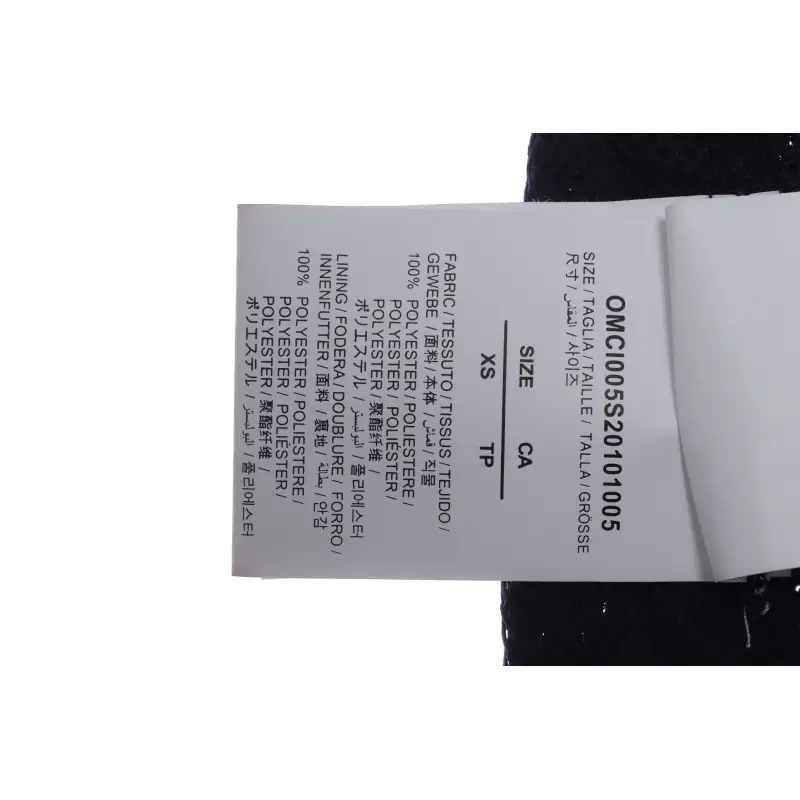 OMCI005S20101005
SIZE / TAGLIA / TAILLE / TALLA / GRÖSSE
尺寸 / المقاس / 사이즈
SIZE CA
XS TP
FABRIC / TESSUTO / TISSUS / TEJIDO /
GEWEBE / 面料 / 本体 / قماش / 직물
100% POLYESTER / POLIESTERE /
POLYESTER / POLIÉSTER /
POLYESTER / 聚酯纤维 /
ポリエステル / البوليستر / 폴리에스터
LINING / FODERA / DOUBLURE / FORRO /
INNENFUTTER / 面料 / 裏地 / بطانة / 안감
100% POLYESTER / POLIESTERE /
POLYESTER / POLIÉSTER /
POLYESTER / 聚酯纤维 /
ポリエステル / البوليستر / 폴리에스터